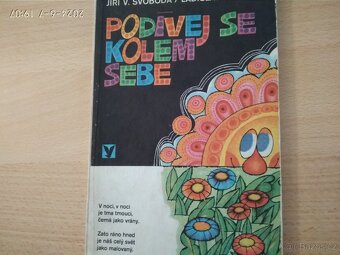 JIŘÍ V. SVOBODA /
PODÍVEJ SE
KOLEM
SEBE
V noci, v noci
je tma tmoucí,
černá jako vrány.
Zato ráno hned
je náš celý svět
jako malovaný.